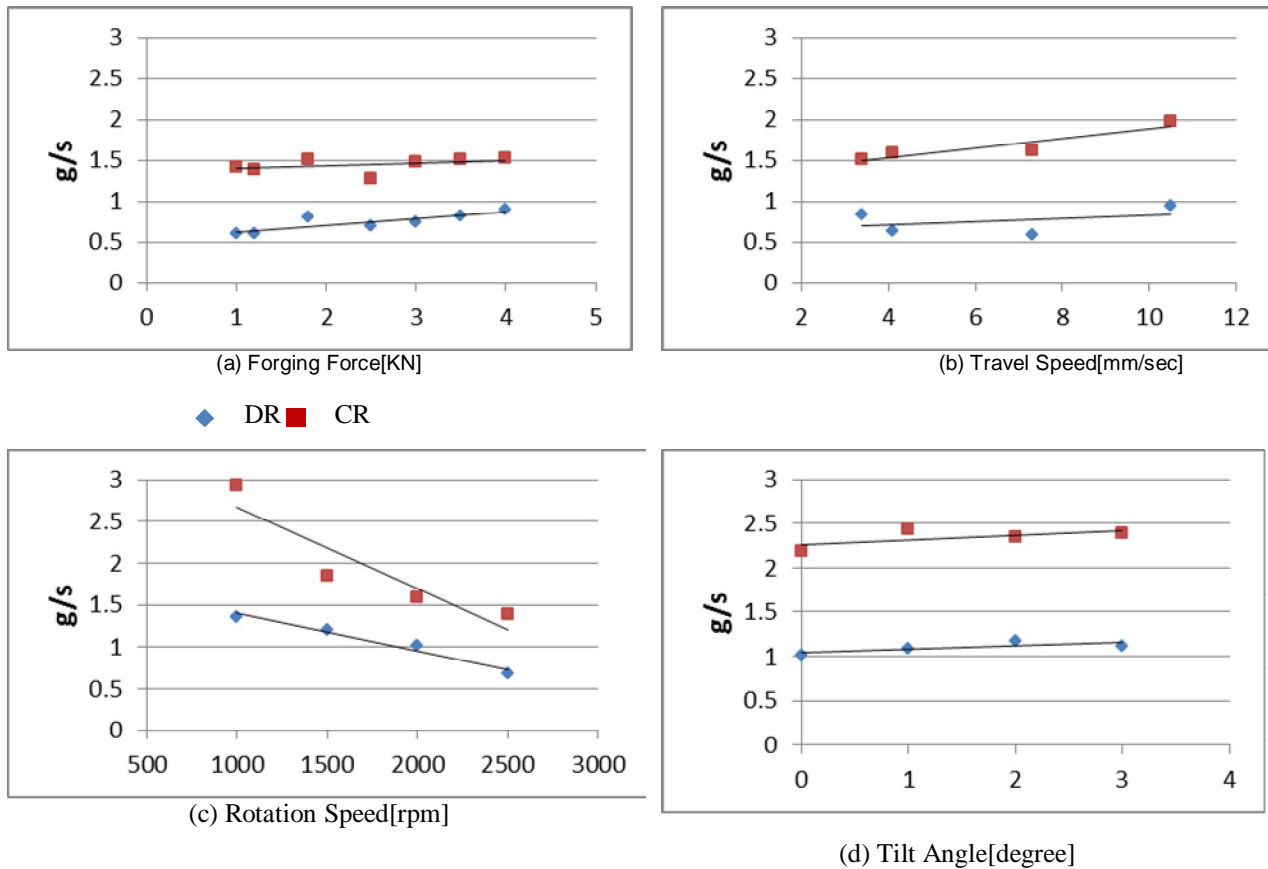 3
2.5
2
1.5
1
0.5
0
g/s
0 1 2 3 4 5
(a) Forging Force[KN]
3
2.5
2
1.5
1
0.5
0
g/s
2 4 6 8 10 12
(b) Travel Speed[mm/sec]
DR CR
3
2.5
2
1.5
1
0.5
0
g/s
500 1000 1500 2000 2500 3000
(c) Rotation Speed[rpm]
3
2.5
2
1.5
1
0.5
0
g/s
0 1 2 3 4
(d) Tilt Angle[degree]